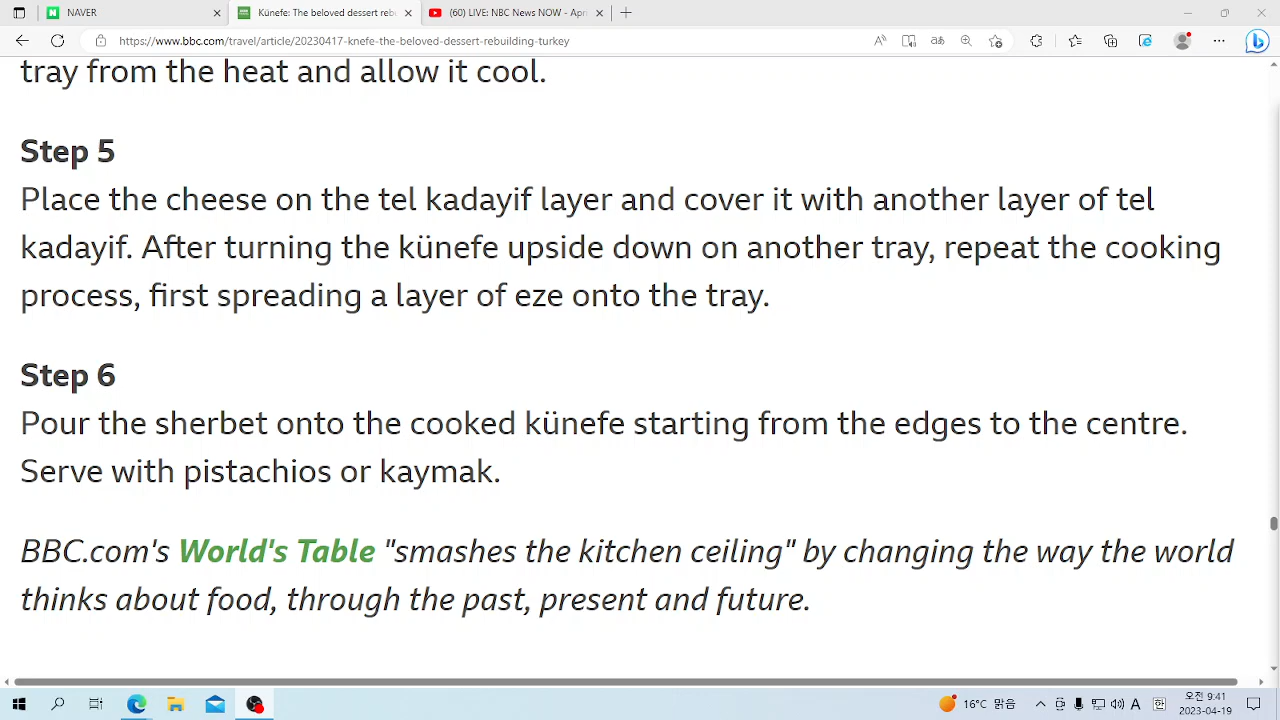 NAVER
Künefe: The beloved dessert reb
(60) LIVE: NBC News NOW - Apr
https://www.bbc.com/travel/article/20230417-knefe-the-beloved-dessert-rebuilding-turkey
tray from the heat and allow it cool.
Step 5
Place the cheese on the tel kadayif layer and cover it with another layer of tel
kadayif. After turning the künefe upside down on another tray, repeat the cooking
process, first spreading a layer of eze onto the tray.
Step 6
Pour the sherbet onto the cooked künefe starting from the edges to the centre.
Serve with pistachios or kaymak.
BBC.com's World's Table "smashes the kitchen ceiling" by changing the way the world
thinks about food, through the past, present and future.
16°C 맑음
A
오전 9:41
2023-04-19